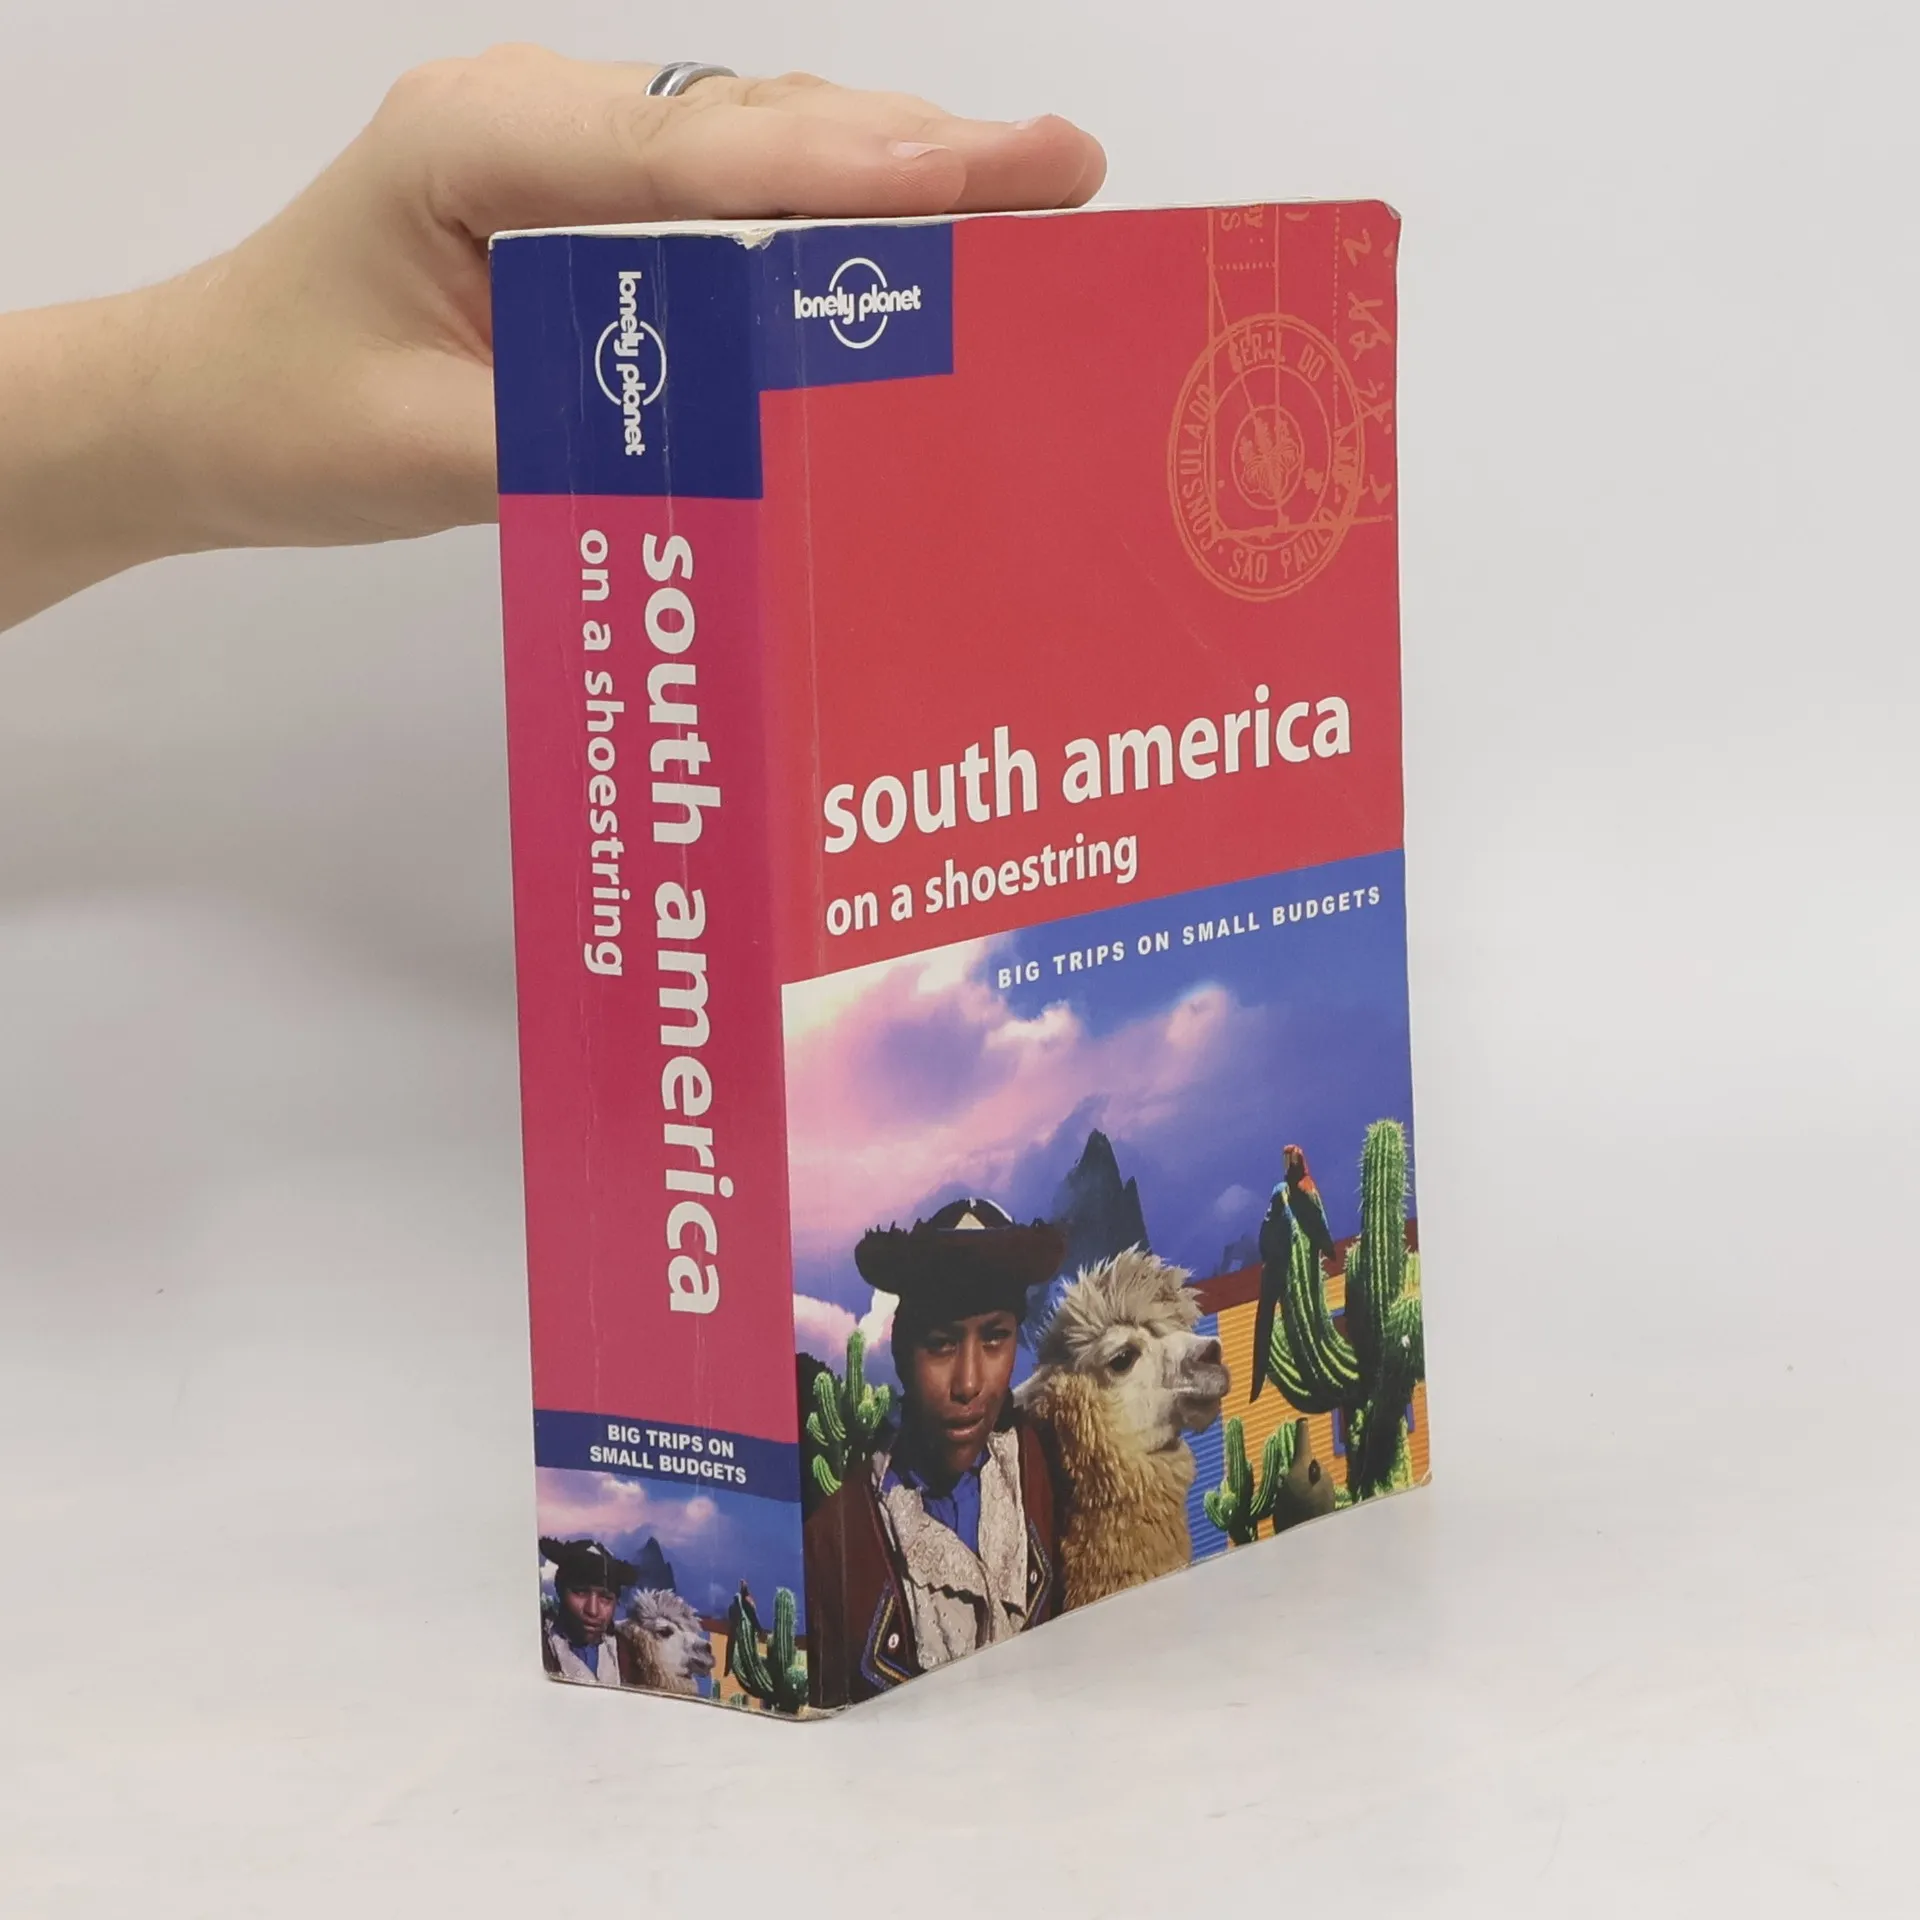 lonely planet
south america
on a shoestring
BIG TRIPS ON
SMALL BUDGETS
lonely planet
CONSULADO GERAL DO
SÃO PAULO
south america
on a shoestring
BIG TRIPS ON SMALL BUDGETS